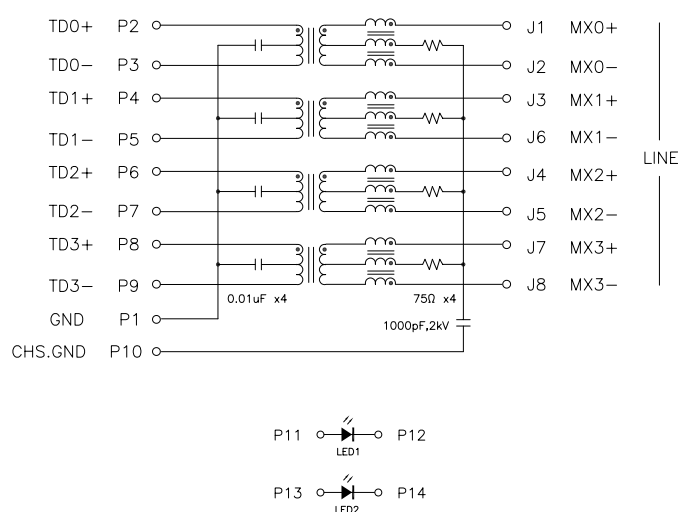 TD0+ P2 J1 MX0+
TD0- P3 J2 MX0-
TD1+ P4 J3 MX1+
TD1- P5 J6 MX1-
LINE
TD2+ P6 J4 MX2+
TD2- P7 J5 MX2-
TD3+ P8 J7 MX3+
TD3- P9 J8 MX3-
0.01uF x4 75Ω x4
GND P1
1000pF,2kV
CHS.GND P10
P11 P12
LED1
P13 P14
LED2